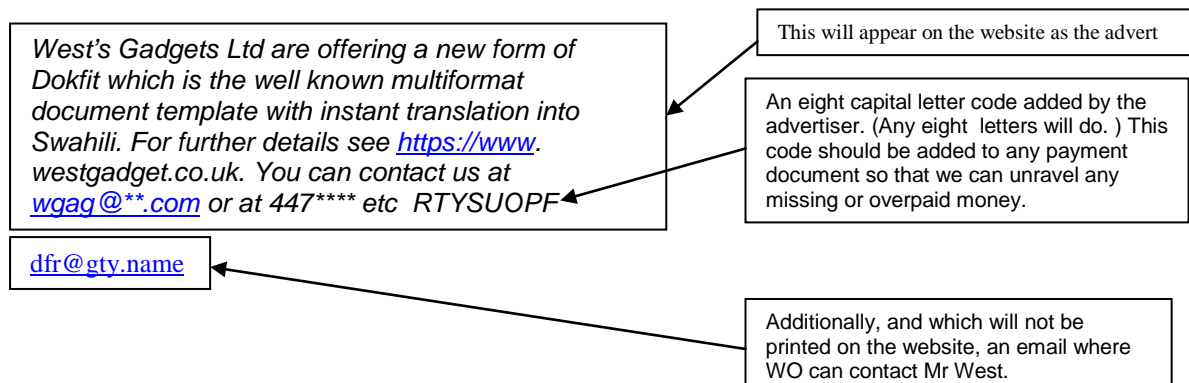 West's Gadgets Ltd are offering a new form of
Dokfit which is the well known multiformat
document template with instant translation into
Swahili. For further details see https://www.
westgadget.co.uk. You can contact us at
wgag@**.com or at 447**** etc  RTYSUOPF
dfr@gty.name
This will appear on the website as the advert
An eight capital letter code added by the
advertiser. (Any eight  letters will do. ) This
code should be added to any payment
document so that we can unravel any
missing or overpaid money.
Additionally, and which will not be
printed on the website, an email where
WO can contact Mr West.